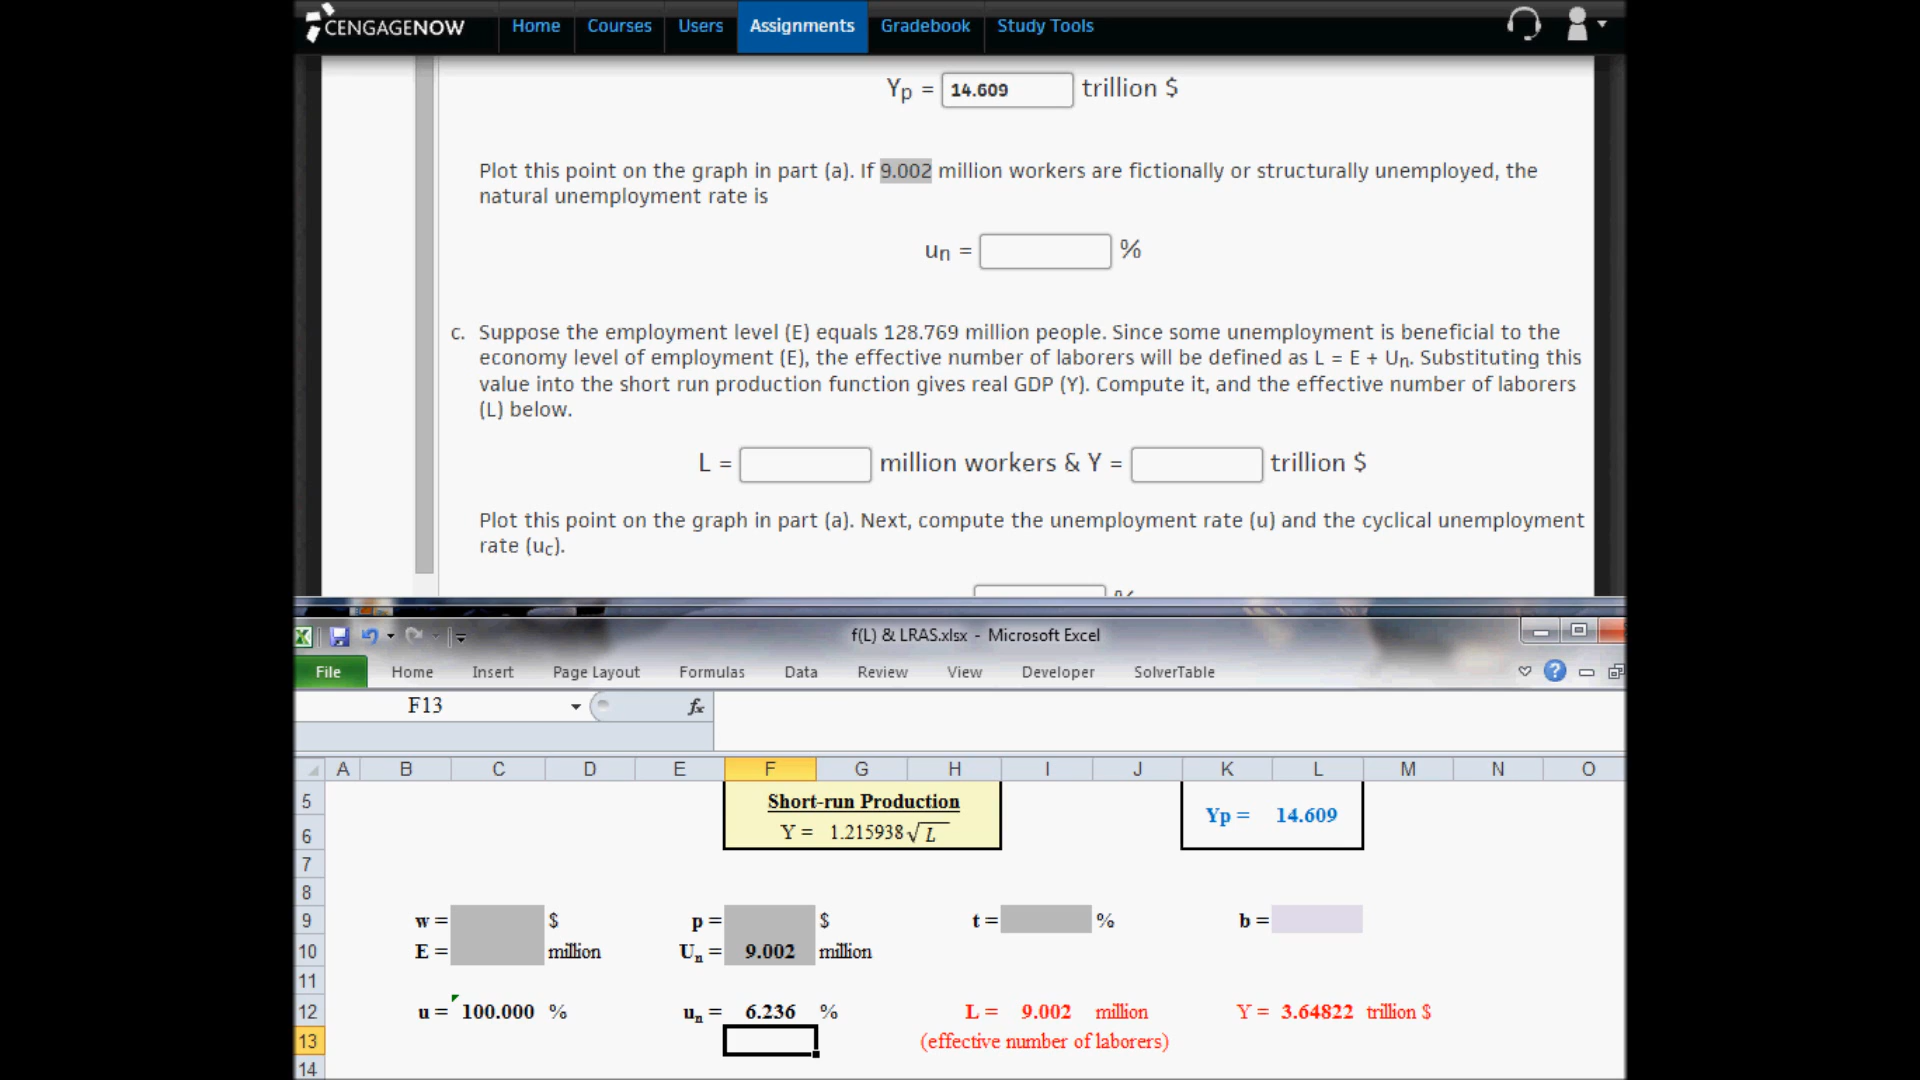 CENGAGENOW Home Courses Users Assignments Gradebook Study Tools
Yp = 14.609 trillion $
Plot this point on the graph in part (a). If 9.002 million workers are fictionally or structurally unemployed, the
natural unemployment rate is
un = %
c. Suppose the employment level (E) equals 128.769 million people. Since some unemployment is beneficial to the
economy level of employment (E), the effective number of laborers will be defined as L = E + Un. Substituting this
value into the short run production function gives real GDP (Y). Compute it, and the effective number of laborers
(L) below.
L = million workers & Y = trillion $
Plot this point on the graph in part (a). Next, compute the unemployment rate (u) and the cyclical unemployment
rate (uc).
f(L) & LRAS.xlsx - Microsoft Excel
File Home Insert Page Layout Formulas Data Review View Developer SolverTable
F13 fx
A B C D E F G H I J K L M N O
5 Short-run Production
Yp = 14.609
6 Y = 1.215938√L
7
8
9 w = $ p = $ t = % b =
10 E = million Un = 9.002 million
11
12 u = 100.000 % un = 6.236 % L = 9.002 million Y = 3.64822 trillion $
13 (effective number of laborers)
14